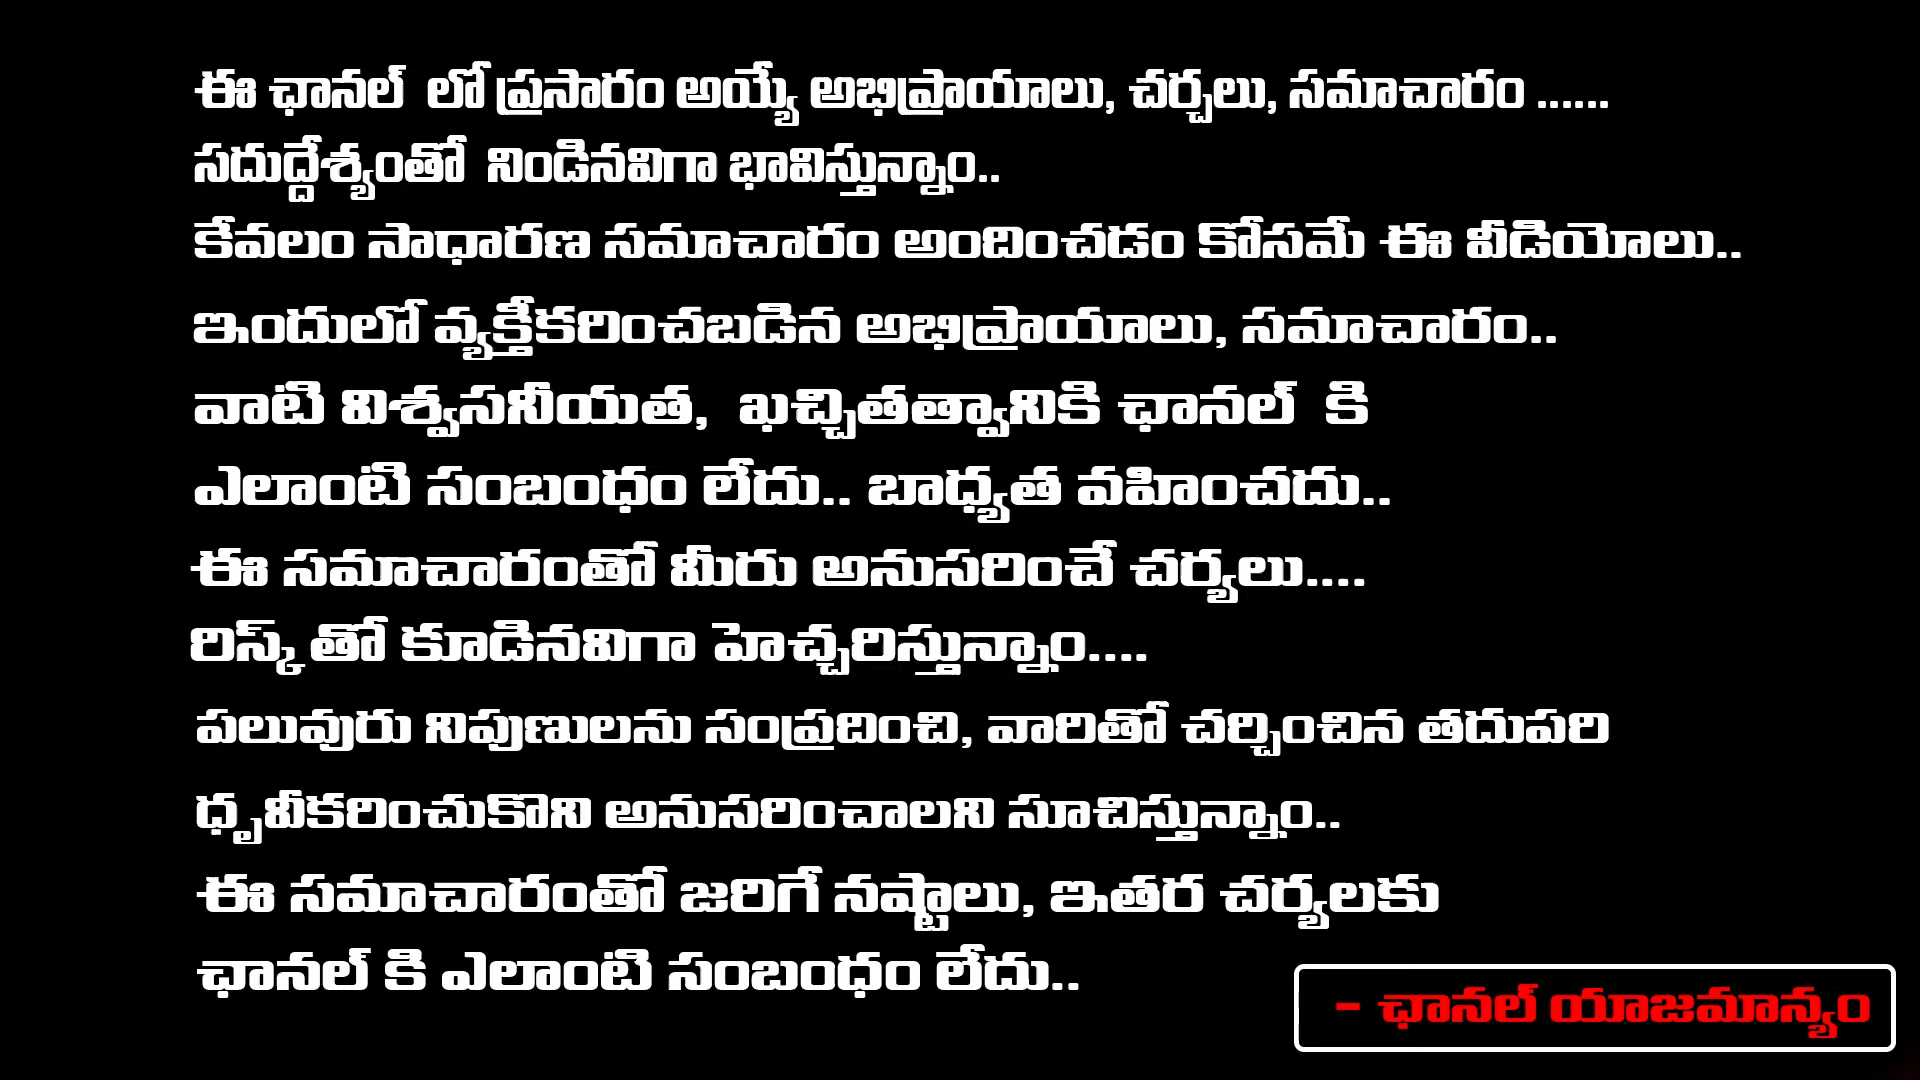 ఈ ఛానల్ లో ప్రసారం అయ్యే అభిప్రాయాలు, చర్చలు, సమాచారం ......
సదుద్దేశ్యంతో నిండినవిగా భావిస్తున్నాం..
కేవలం సాధారణ సమాచారం అందించడం కోసమే ఈ వీడియోలు..
ఇందులో వ్యక్తీకరించబడిన అభిప్రాయాలు, సమాచారం..
వాటి విశ్వసనీయత, ఖచ్చితత్వానికి ఛానల్ కి
ఎలాంటి సంబంధం లేదు.. బాధ్యత వహించదు..
ఈ సమాచారంతో మీరు అనుసరించే చర్యలు....
రిస్క్ తో కూడినవిగా హెచ్చరిస్తున్నాం....
పలువురు నిపుణులను సంప్రదించి, వారితో చర్చించిన తదుపరి
ధృవీకరించుకొని అనుసరించాలని సూచిస్తున్నాం..
ఈ సమాచారంతో జరిగే నష్టాలు, ఇతర చర్యలకు
ఛానల్ కి ఎలాంటి సంబంధం లేదు..
- ఛానల్ యాజమాన్యం